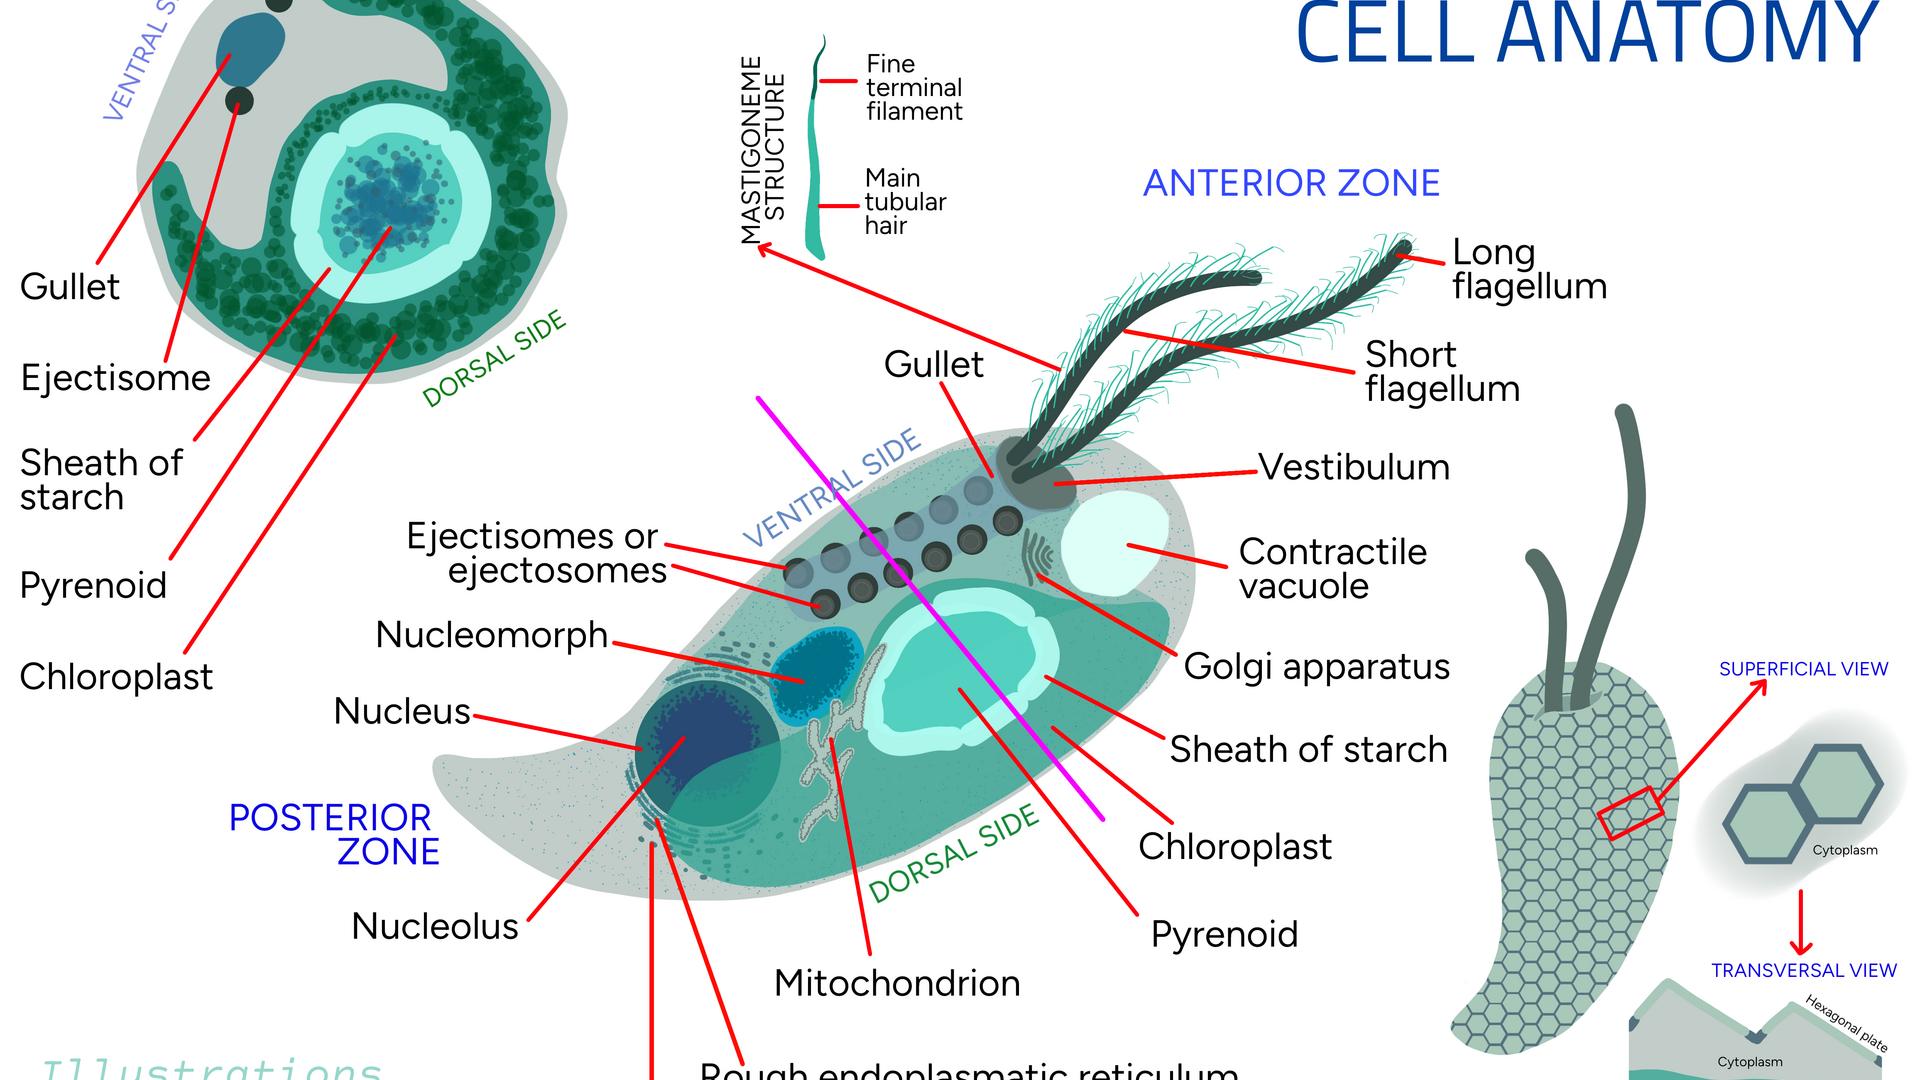 CELL ANATOMY
VENTRAL
MASTIGONEME
STRUCTURE
Fine
terminal
filament
Main
tubular
hair
ANTERIOR ZONE
Long
flagellum
Short
flagellum
Gullet
Ejectisome
Sheath of
starch
Pyrenoid
Chloroplast
DORSAL SIDE
Gullet
VENTRAL SIDE
Vestibulum
Ejectisomes or
ejectosomes
Contractile
vacuole
Nucleomorph
Golgi apparatus
Nucleus
Sheath of starch
POSTERIOR
ZONE
DORSAL SIDE
Chloroplast
Nucleolus
Pyrenoid
Mitochondrion
Rough endoplasmatic reticulum
SUPERFICIAL VIEW
Cytoplasm
TRANSVERSAL VIEW
Hexagonal plate
Cytoplasm
Illustrations